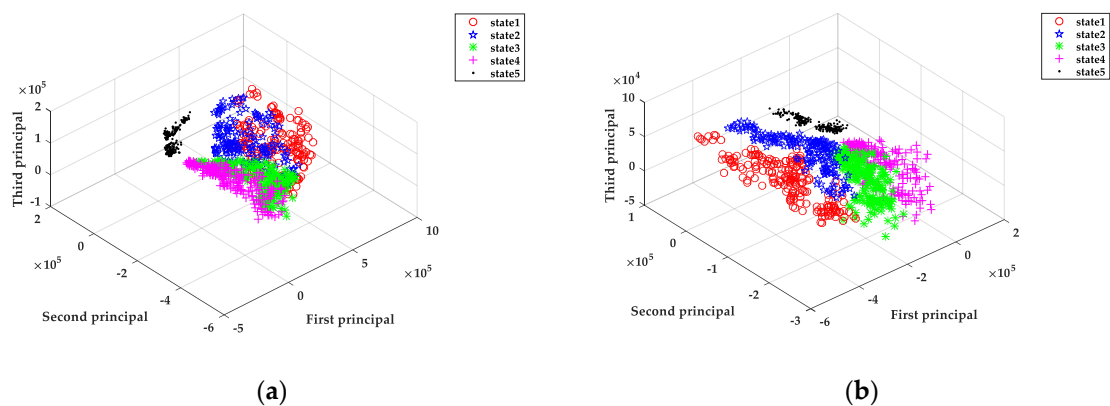 state1
state2
state3
state4
state5
×10⁵
2
1
0
-1
Third principal
2
0
-2
-4
-6
×10⁵
Second principal
-5
0
5
10
×10⁵
First principal
(a)
state1
state2
state3
state4
state5
×10⁴
10
5
0
-5
Third principal
1
0
-1
-2
-3
×10⁵
Second principal
-6
-4
-2
0
2
×10⁵
First principal
(b)